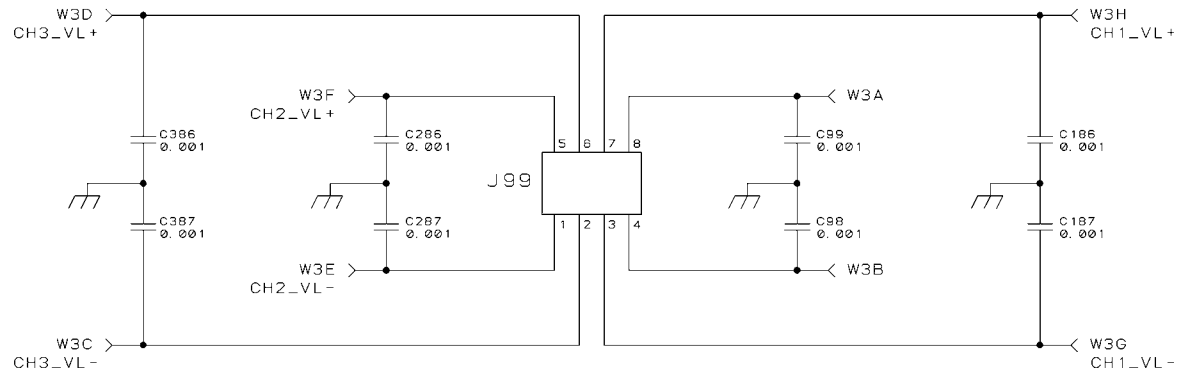 W3D
CH3_VL+
W3H
CH1_VL+
W3F
CH2_VL+
W3A
C386
0.001
C286
0.001
5 6 7 8
C99
0.001
C186
0.001
J99
C387
0.001
C287
0.001
1 2 3 4
C98
0.001
C187
0.001
W3E
CH2_VL-
W3B
W3C
CH3_VL-
W3G
CH1_VL-